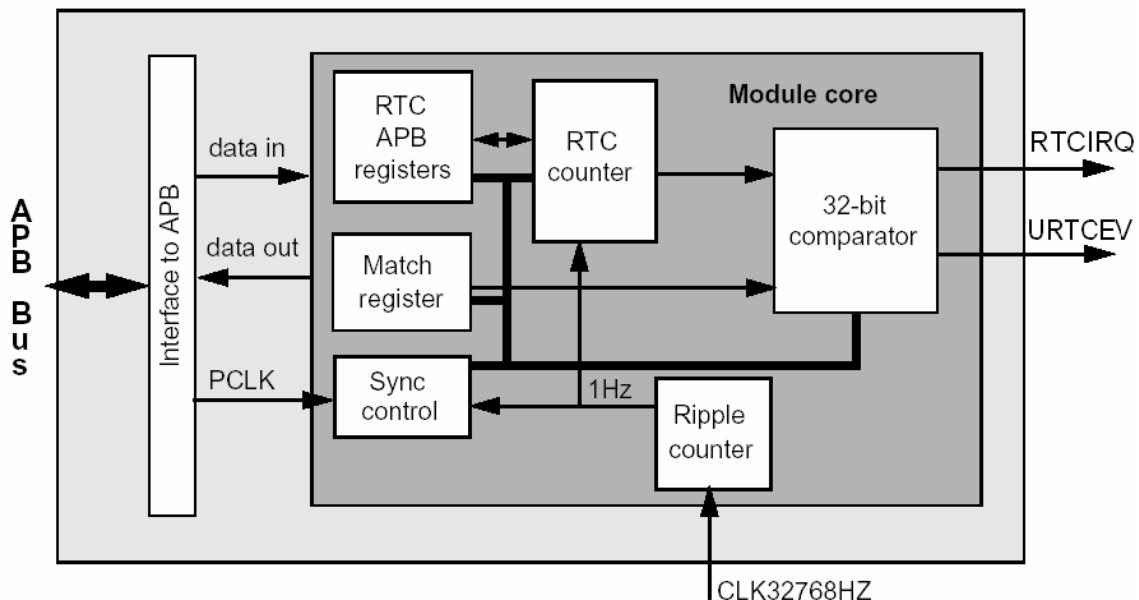 Module core
RTC
APB
registers
RTC
counter
32-bit
comparator
RTCIRQ
URTCEV
data in
data out
APB Bus
Interface to APB
Match
register
PCLK
Sync
control
1Hz
Ripple
counter
CLK32768HZ